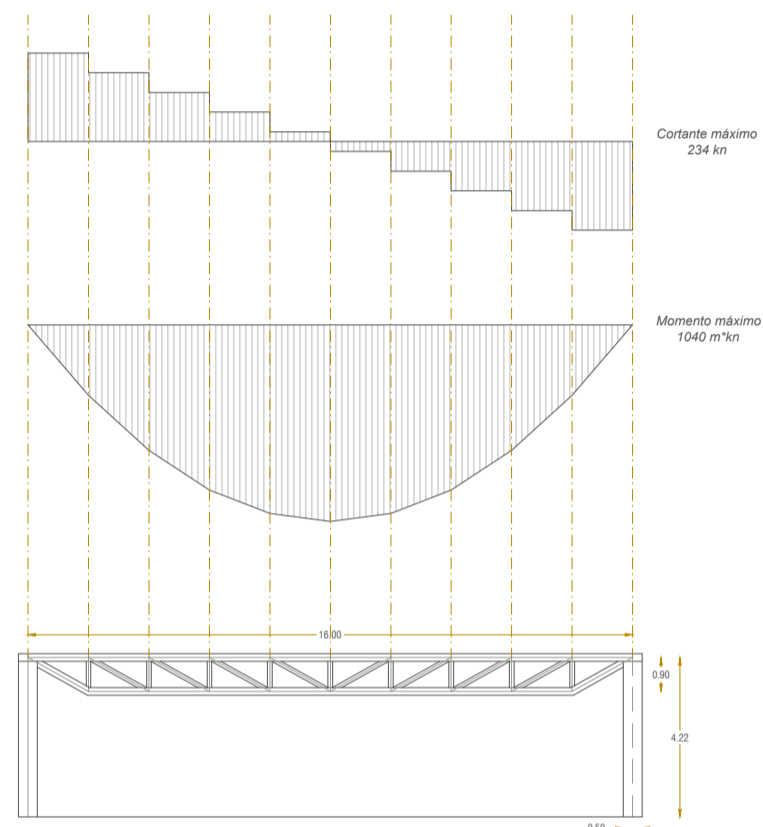 Cortante máximo
234 kn
Momento máximo
1040 m*kn
16.00
0.90
4.22
0.50